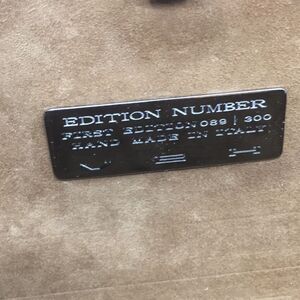 EDITION NUMBER
FIRST EDITION 089 | 300
HAND MADE IN ITALY